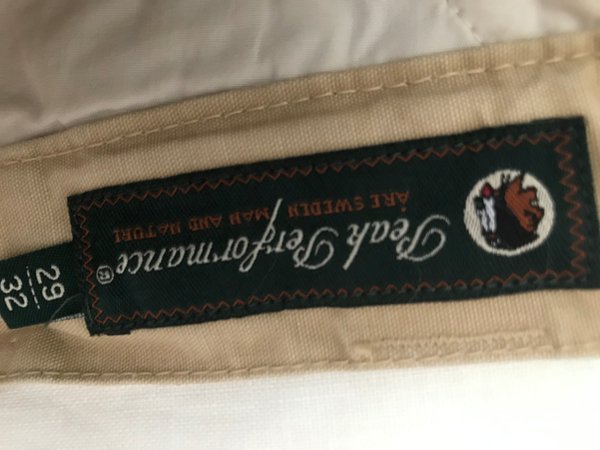 Peak Performance®
ÅRE SWEDEN MAN AND NATURE
29
32